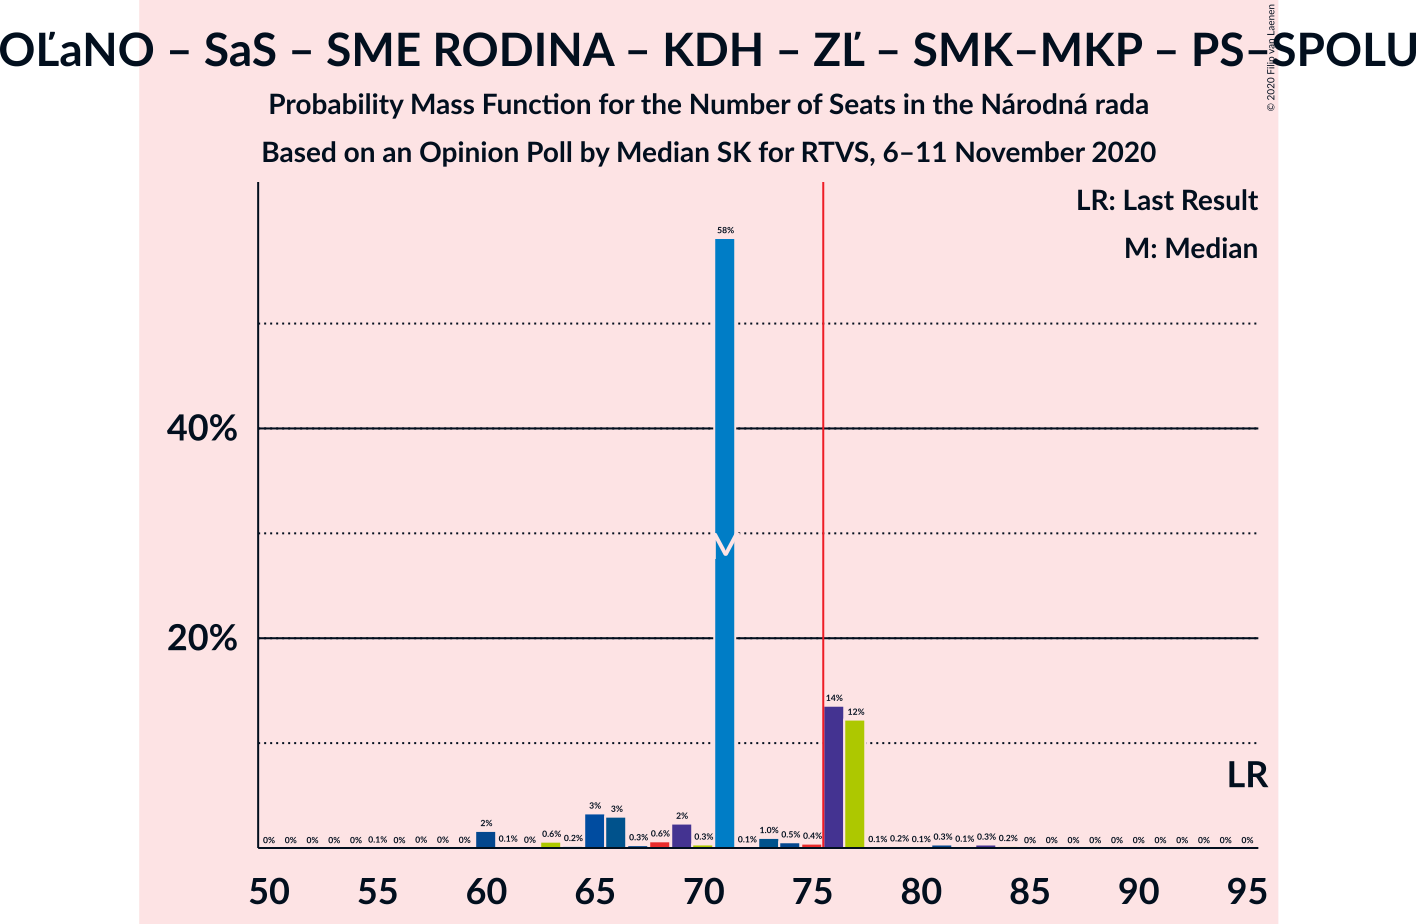 OĽaNO – SaS – SME RODINA – KDH – ZĽ – SMK–MKP – PS–SPOLU
© 2020 Filip van Laenen
Probability Mass Function for the Number of Seats in the Národná rada
Based on an Opinion Poll by Median SK for RTVS, 6–11 November 2020
LR: Last Result
M: Median
58%
40%
20%
14%
12%
LR
0% 0% 0% 0% 0% 0.1% 0% 0% 0% 0% 2% 0.1% 0% 0.6% 0.2% 3% 3% 0.3% 0.6% 2% 0.3% 0.1% 1.0% 0.5% 0.4% 0.1% 0.2% 0.1% 0.3% 0.1% 0.3% 0.2% 0% 0% 0% 0% 0% 0% 0% 0% 0% 0% 0%
50 55 60 65 70 75 80 85 90 95